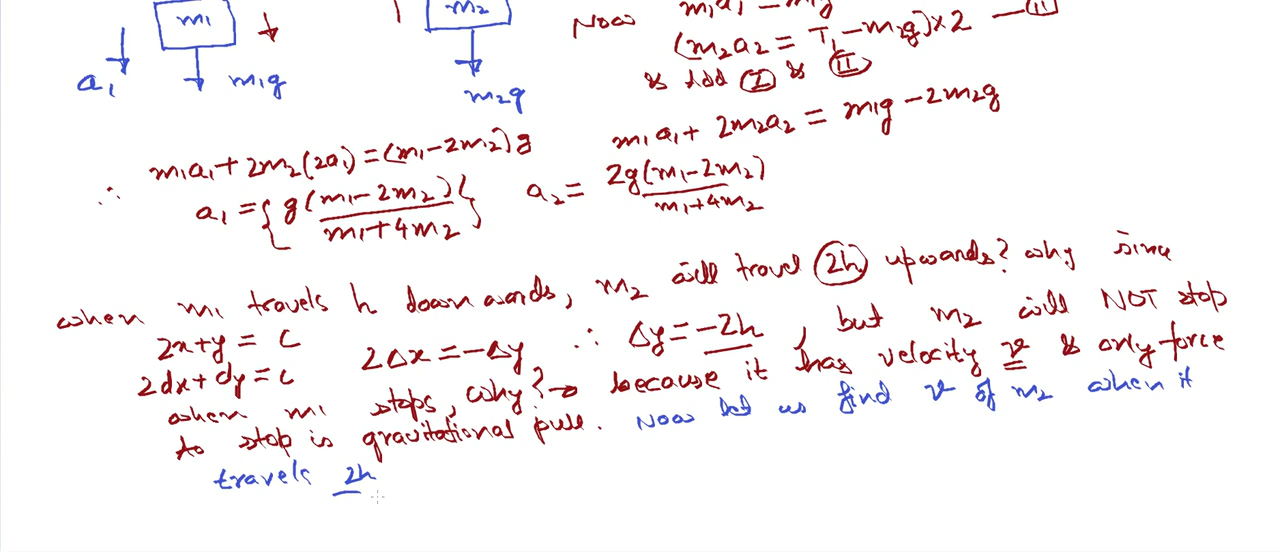 m₁
m₂
a₁
m₁g
m₂g
Now
(m₂a₂ = T₁ - m₂g)×2 — II
& Add I & II
m₁a₁ + 2m₂a₂ = m₁g - 2m₂g
∴ m₁a₁ + 2m₂(2a₁) = (m₁ - 2m₂)g
a₁ = {g(m₁ - 2m₂)/m₁ + 4m₂} a₂ = 2g(m₁ - 2m₂)/m₁ + 4m₂
when m₁ travels h downwards, m₂ will travel 2h upwards? why since
2x + y = C 2Δx = -Δy ∴ Δy = -2h, but m₂ will NOT stop
2dx + dy = c
when m₁ stops, why? → because it has velocity v & only force
to stop is gravitational pull. Now let us find v of m₂ when it
travels 2h